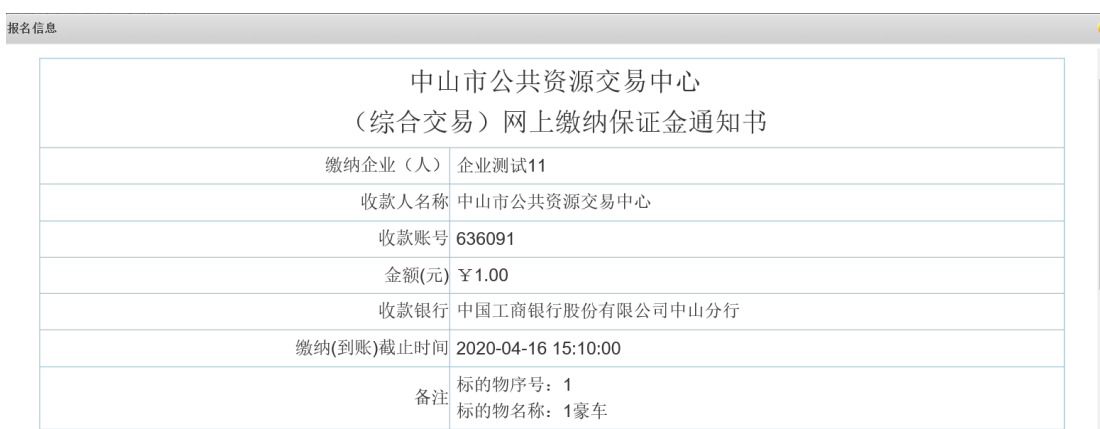 报名信息
中山市公共资源交易中心
（综合交易）网上缴纳保证金通知书
缴纳企业（人） 企业测试11
收款人名称 中山市公共资源交易中心
收款账号 636091
金额(元) ￥1.00
收款银行 中国工商银行股份有限公司中山分行
缴纳(到账)截止时间 2020-04-16 15:10:00
备注 标的物序号：1
标的物名称：1豪车